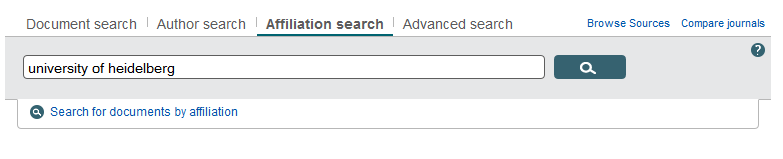 Document search | Author search | Affiliation search | Advanced search Browse Sources Compare journals
?
university of heidelberg
Search for documents by affiliation